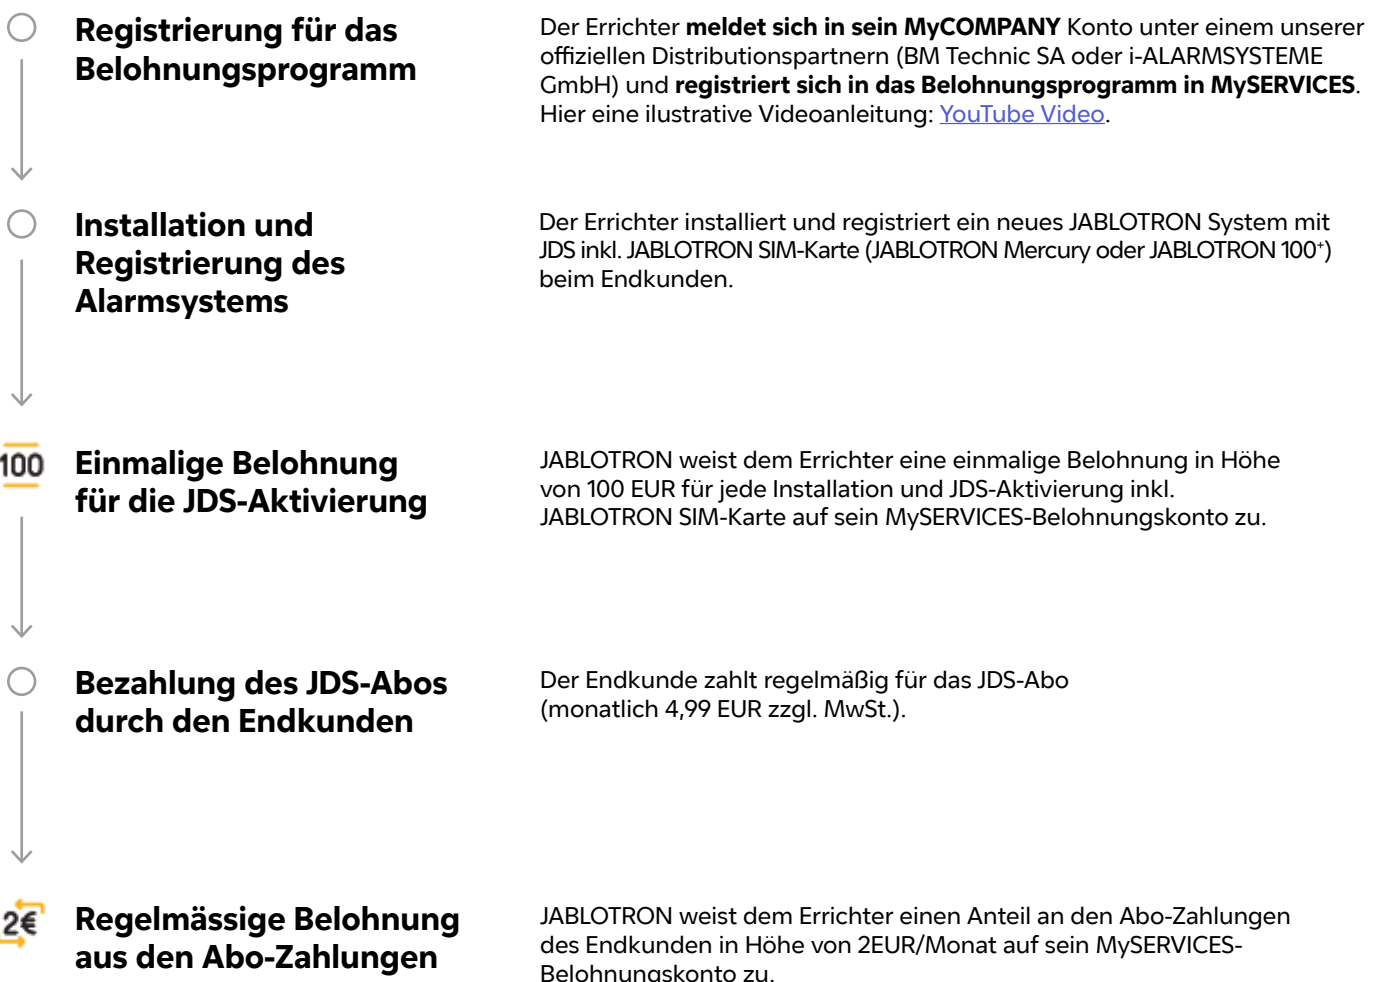 Registrierung für das
Belohnungsprogramm
Der Errichter meldet sich in sein MyCOMPANY Konto unter einem unserer
offiziellen Distributionspartnern (BM Technic SA oder i-ALARMSYSTEME
GmbH) und registriert sich in das Belohnungsprogramm in MySERVICES.
Hier eine ilustrative Videoanleitung: YouTube Video.
Installation und
Registrierung des
Alarmsystems
Der Errichter installiert und registriert ein neues JABLOTRON System mit
JDS inkl. JABLOTRON SIM-Karte (JABLOTRON Mercury oder JABLOTRON 100⁺)
beim Endkunden.
100
Einmalige Belohnung
für die JDS-Aktivierung
JABLOTRON weist dem Errichter eine einmalige Belohnung in Höhe
von 100 EUR für jede Installation und JDS-Aktivierung inkl.
JABLOTRON SIM-Karte auf sein MySERVICES-Belohnungskonto zu.
Bezahlung des JDS-Abos
durch den Endkunden
Der Endkunde zahlt regelmäßig für das JDS-Abo
(monatlich 4,99 EUR zzgl. MwSt.).
2€
Regelmässige Belohnung
aus den Abo-Zahlungen
JABLOTRON weist dem Errichter einen Anteil an den Abo-Zahlungen
des Endkunden in Höhe von 2EUR/Monat auf sein MySERVICES-
Belohnungskonto zu.